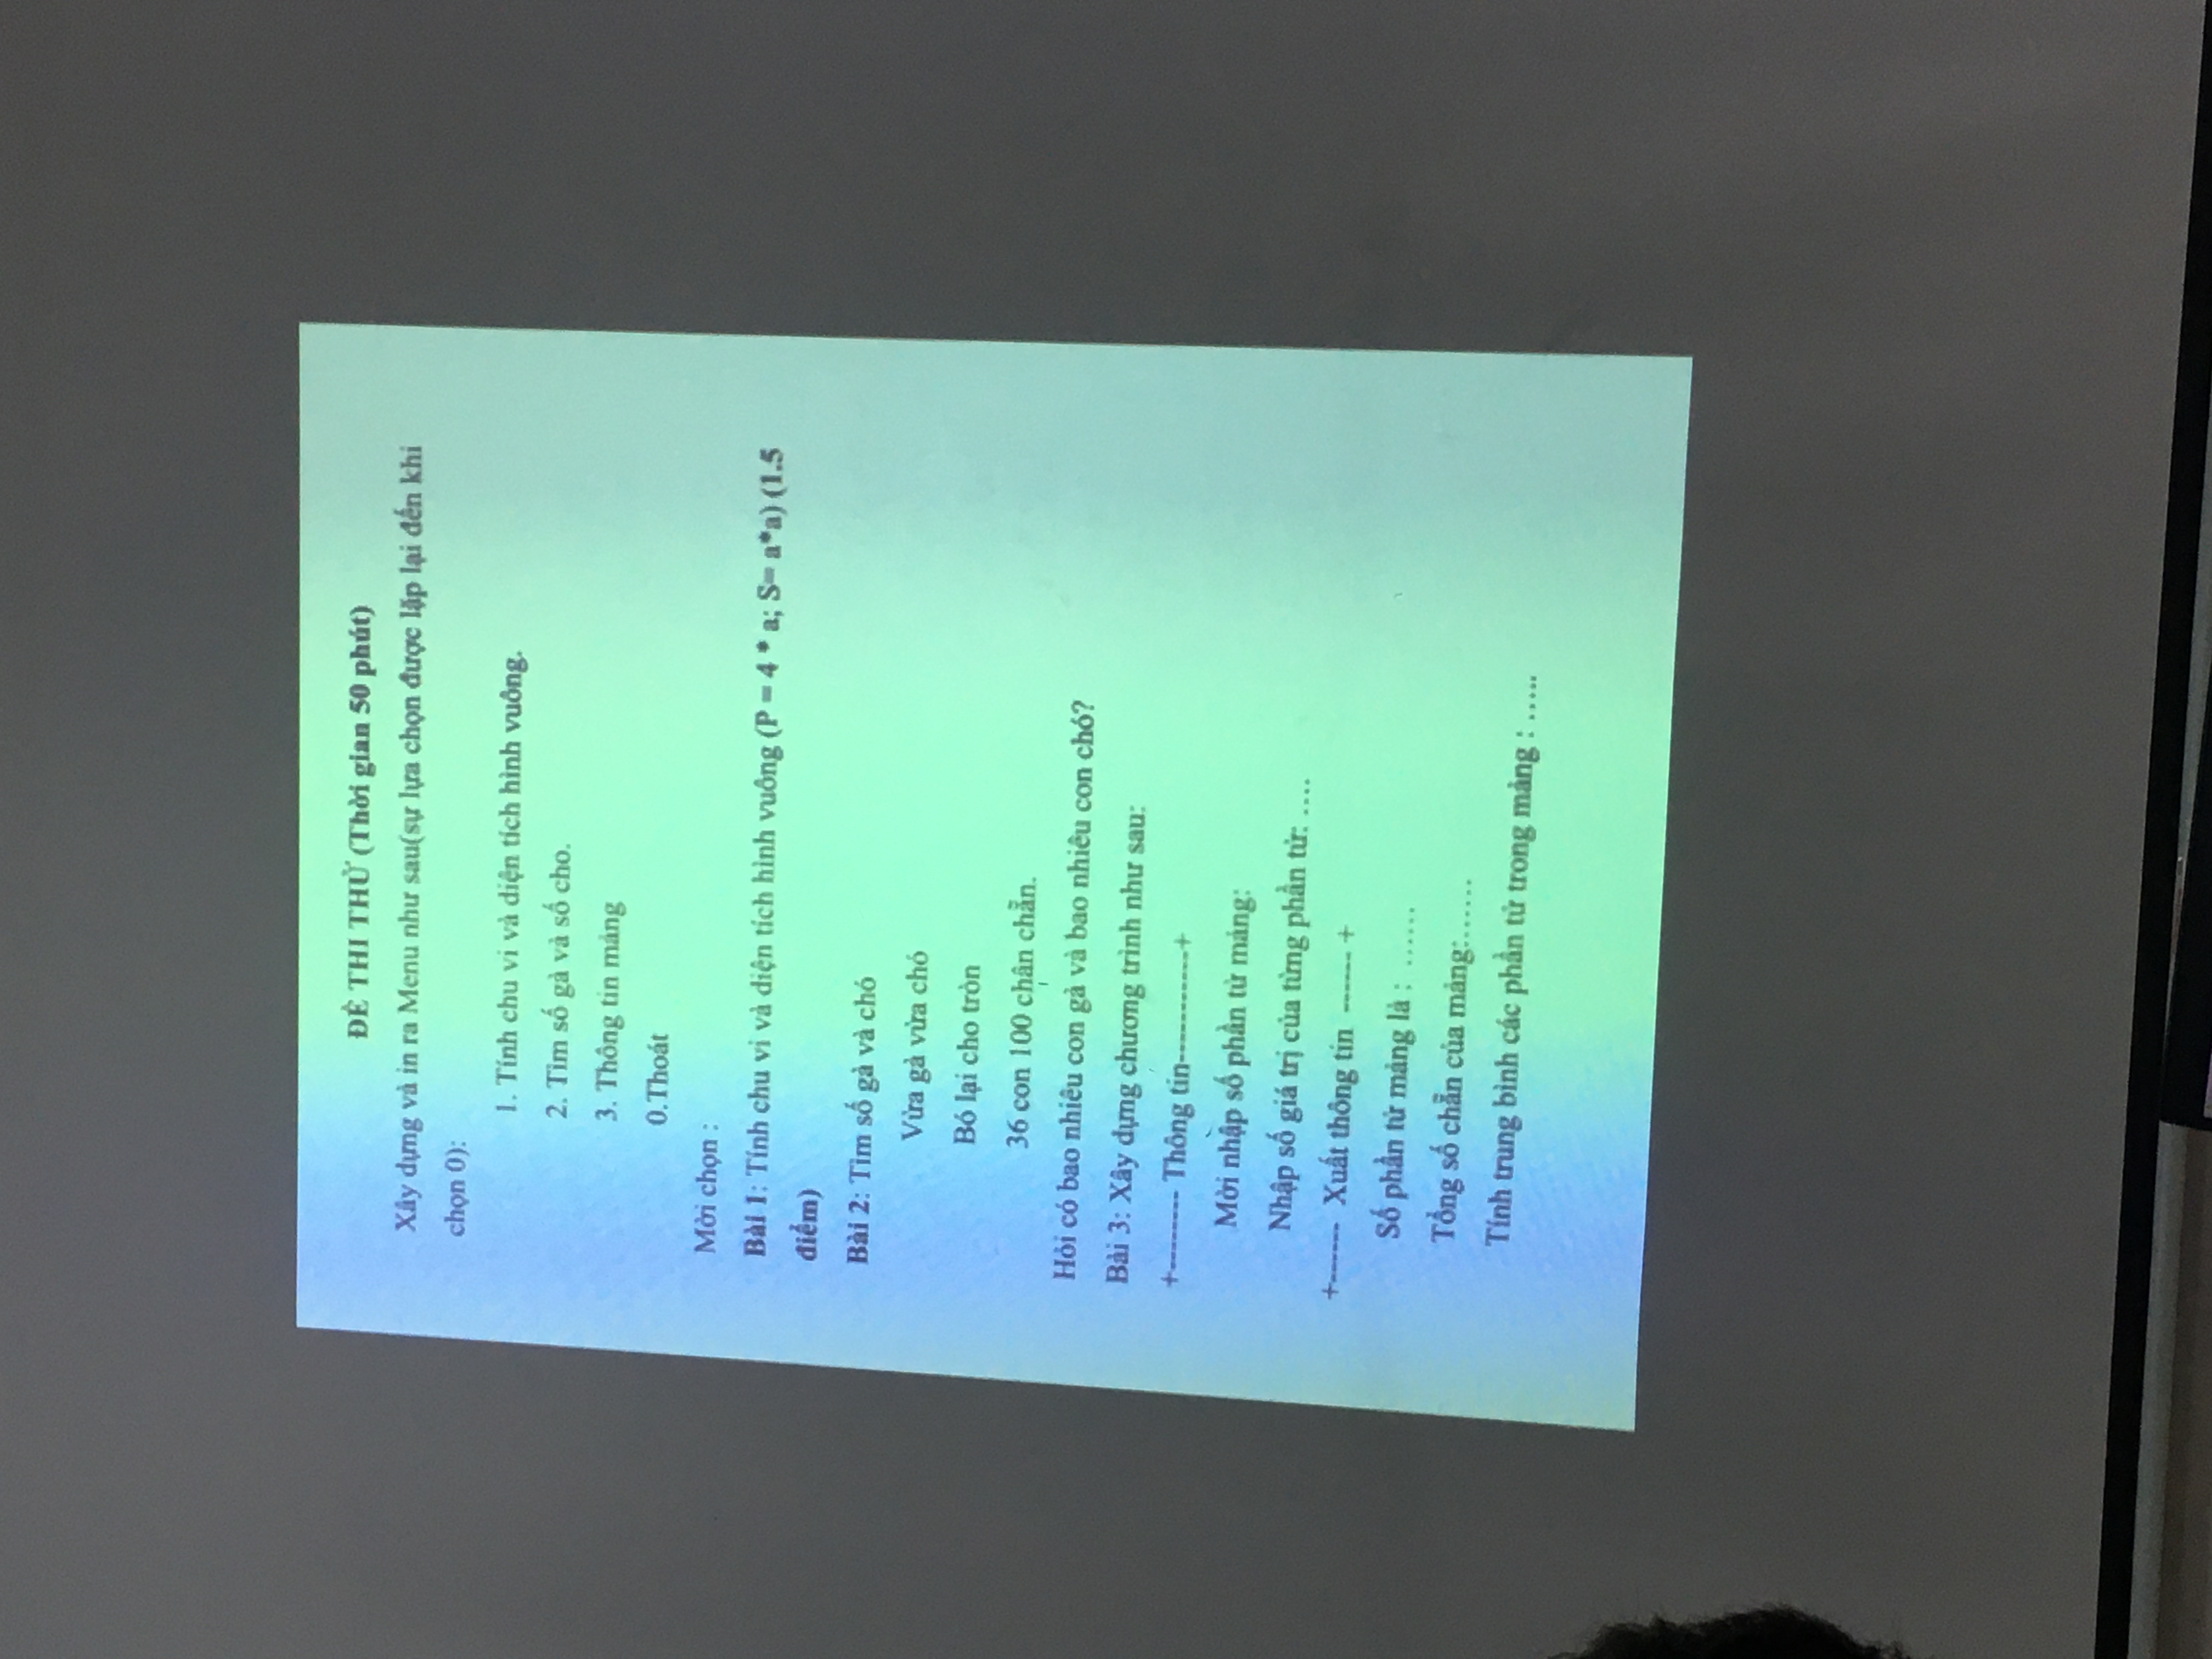 ĐỀ THI THỬ (Thời gian 50 phút)
Xây dựng và in ra Menu như sau(sự lựa chọn được lặp lại đến khi
chọn 0):
1. Tính chu vi và diện tích hình vuông.
2. Tìm số gà và số cho.
3. Thông tin mảng
0.Thoát
Mời chọn :
Bài 1: Tính chu vi và diện tích hình vuông (P = 4 * a; S= a*a) (1.5
điểm)
Bài 2: Tìm số gà và chó
Vừa gà vừa chó
Bó lại cho tròn
36 con 100 chân chẵn.
Hỏi có bao nhiêu con gà và bao nhiêu con chó?
Bài 3: Xây dựng chương trình như sau:
+-------- Thông tin-----------+
Mời nhập số phần tử mảng:
Nhập số giá trị của từng phần tử: ....
+------ Xuất thông tin ------ +
Số phần tử mảng là : ......
Tổng số chẵn của mảng:......
Tính trung bình các phần tử trong mảng : .....